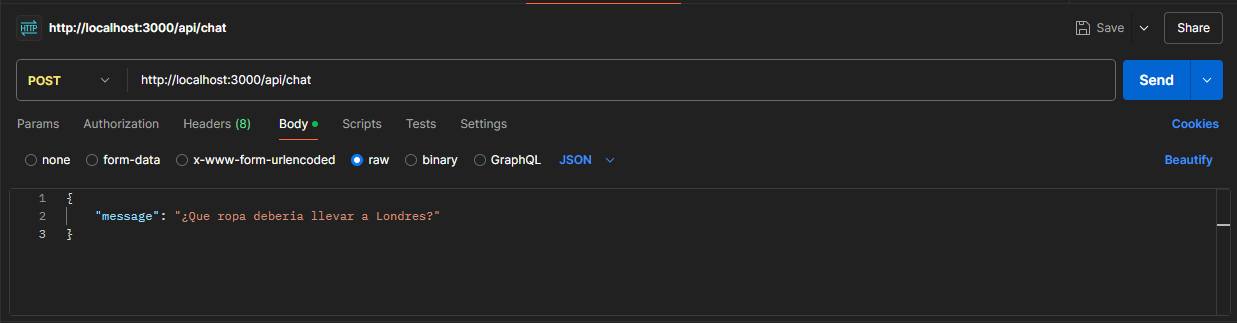 HTTP http://localhost:3000/api/chat Save Share
POST http://localhost:3000/api/chat Send
Params Authorization Headers (8) Body Scripts Tests Settings Cookies
none form-data x-www-form-urlencoded raw binary GraphQL JSON Beautify
1 {
2 "message": "¿Que ropa deberia llevar a Londres?"
3 }